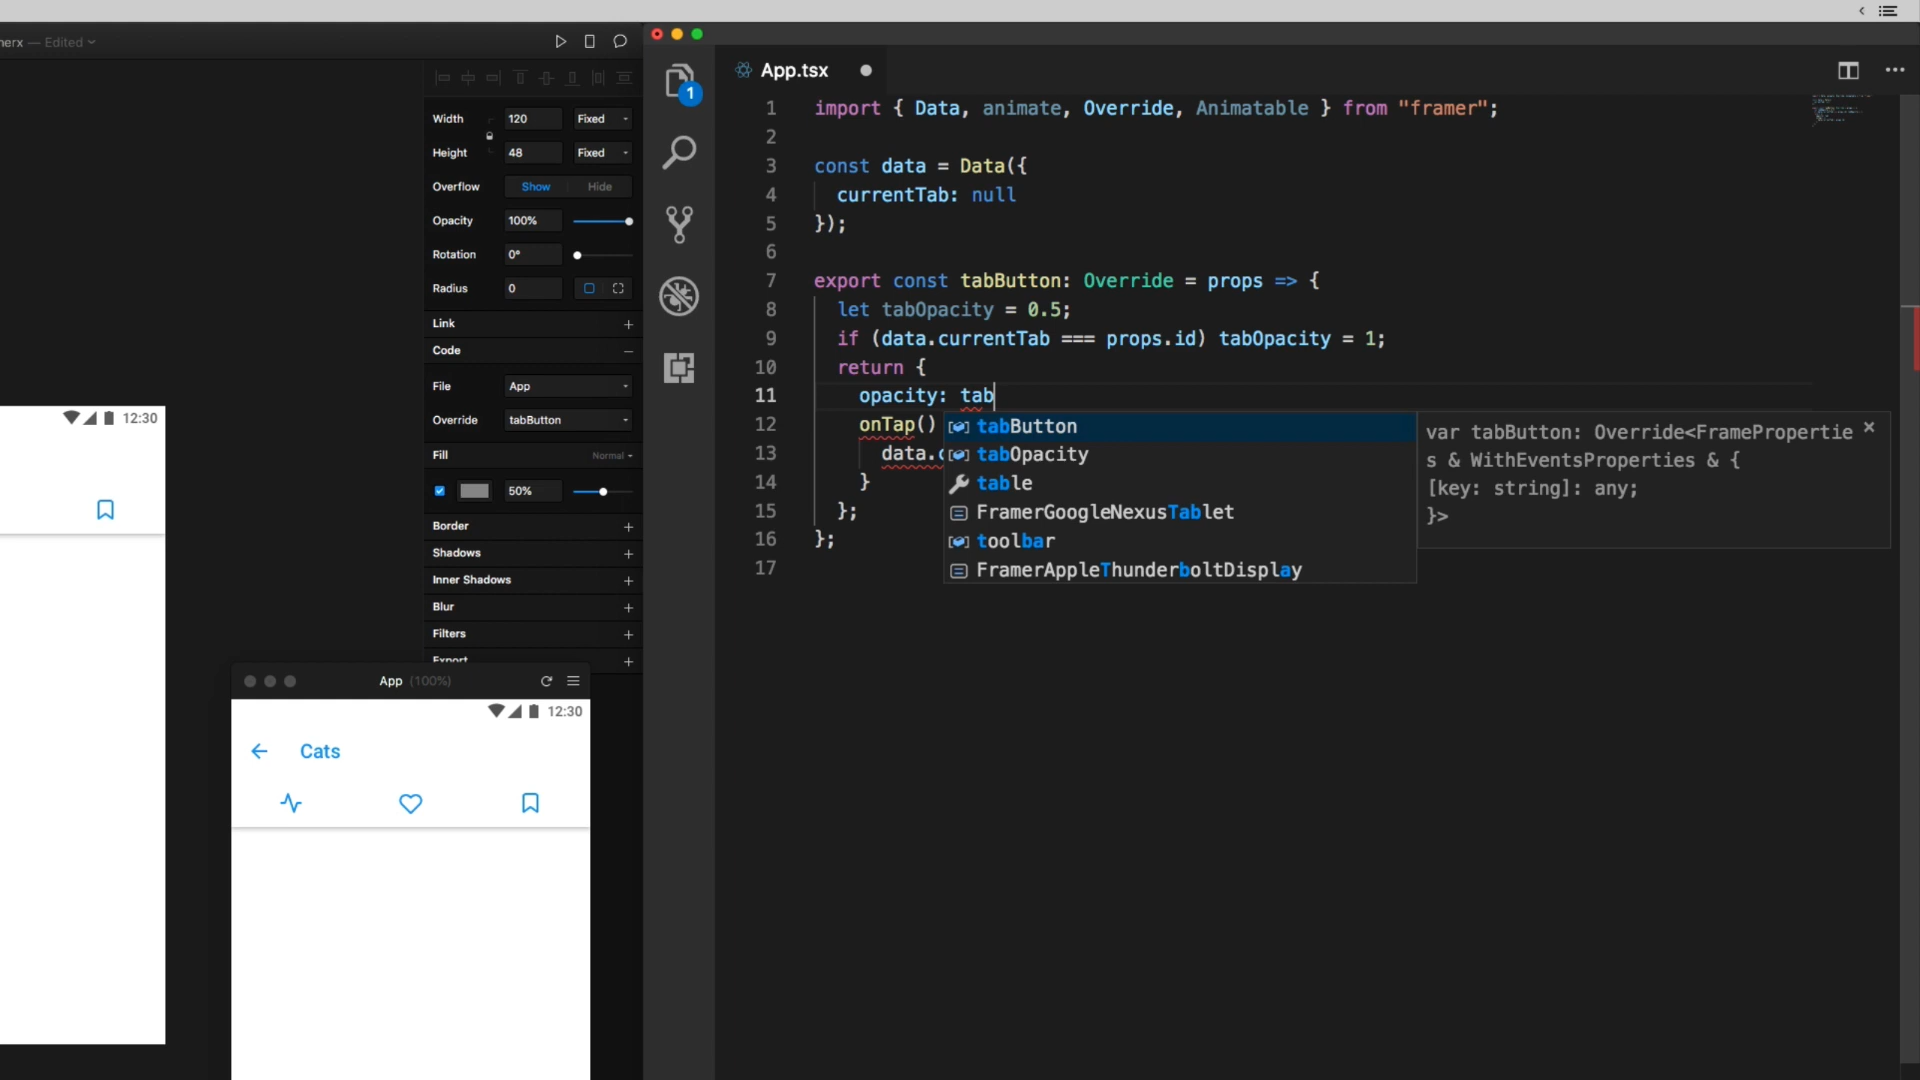 nerx — Edited
Width 120 Fixed
Height 48 Fixed
Overflow Show Hide
Opacity 100%
Rotation 0°
Radius 0
Link
Code
File App
Override tabButton
Fill Normal
50%
Border
Shadows
Inner Shadows
Blur
Filters
Export
12:30
App (100%)
12:30
Cats
1
App.tsx
1 import { Data, animate, Override, Animatable } from "framer";
2
3 const data = Data({
4 currentTab: null
5 });
6
7 export const tabButton: Override = props => {
8 let tabOpacity = 0.5;
9 if (data.currentTab === props.id) tabOpacity = 1;
10 return {
11 opacity: tab
12 onTap()
13 data.c
14 }
15 };
16 };
17
tabButton
tabOpacity
table
FramerGoogleNexusTablet
toolbar
FramerAppleThunderboltDisplay
var tabButton: Override<FramePropertie
s & WithEventsProperties & {
[key: string]: any;
}>